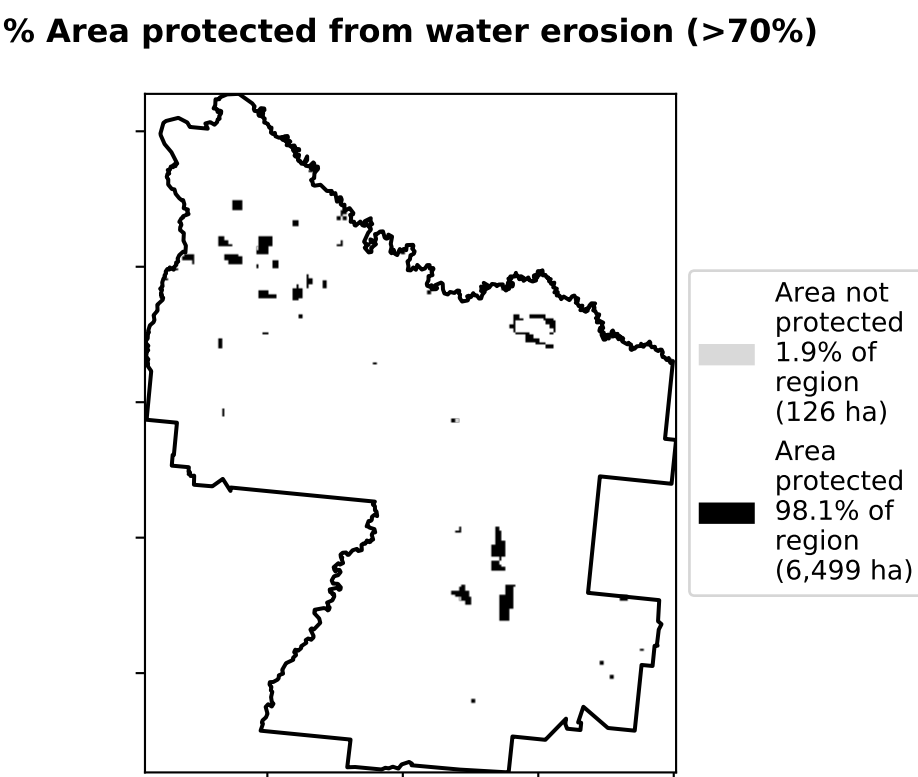 % Area protected from water erosion (>70%)
Area not
protected
1.9% of
region
(126 ha)
Area
protected
98.1% of
region
(6,499 ha)